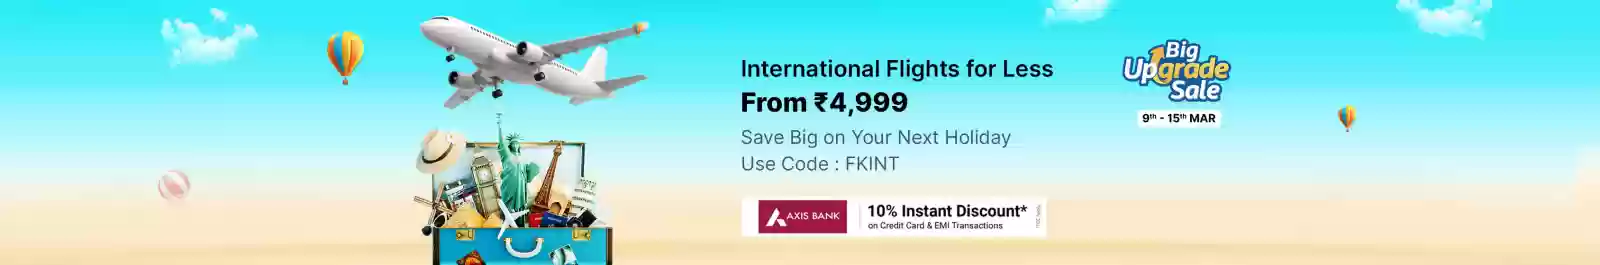 International Flights for Less
From ₹4,999
Save Big on Your Next Holiday
Use Code : FKINT
AXIS BANK
10% Instant Discount*
on Credit Card & EMI Transactions
Big
Upgrade
Sale
9th - 15th MAR